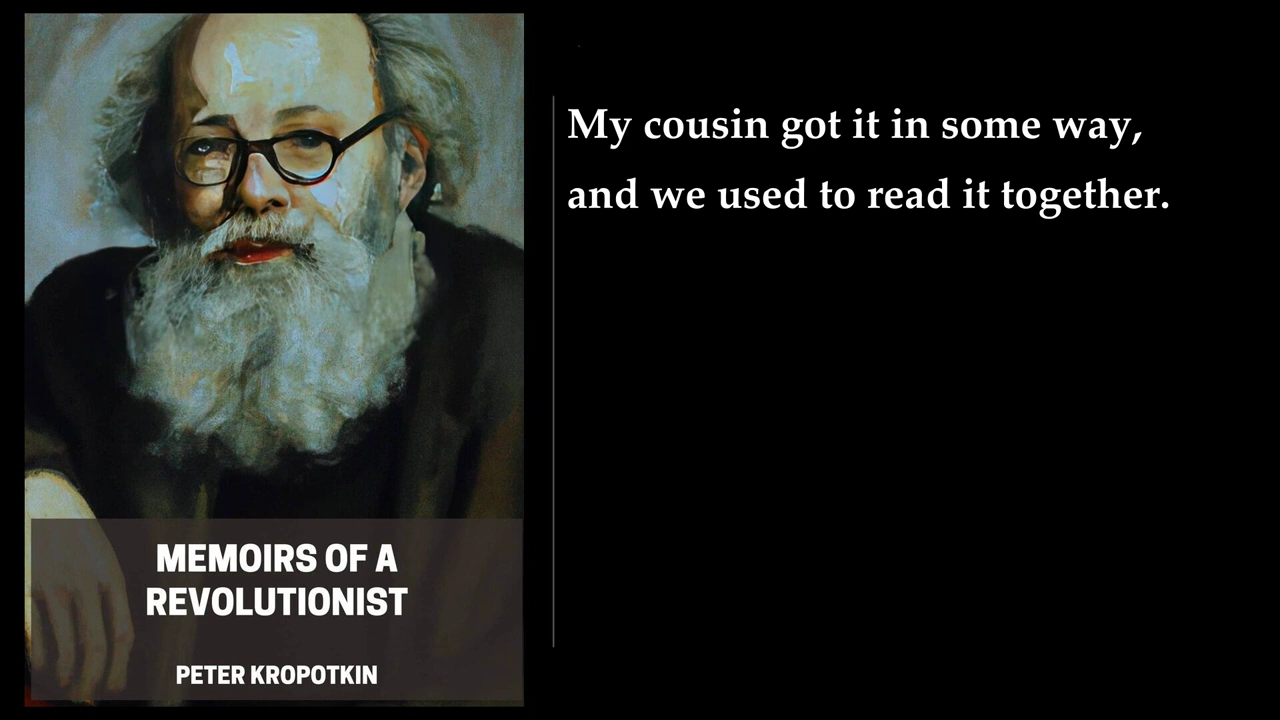 My cousin got it in some way,
and we used to read it together.
MEMOIRS OF A
REVOLUTIONIST
PETER KROPOTKIN